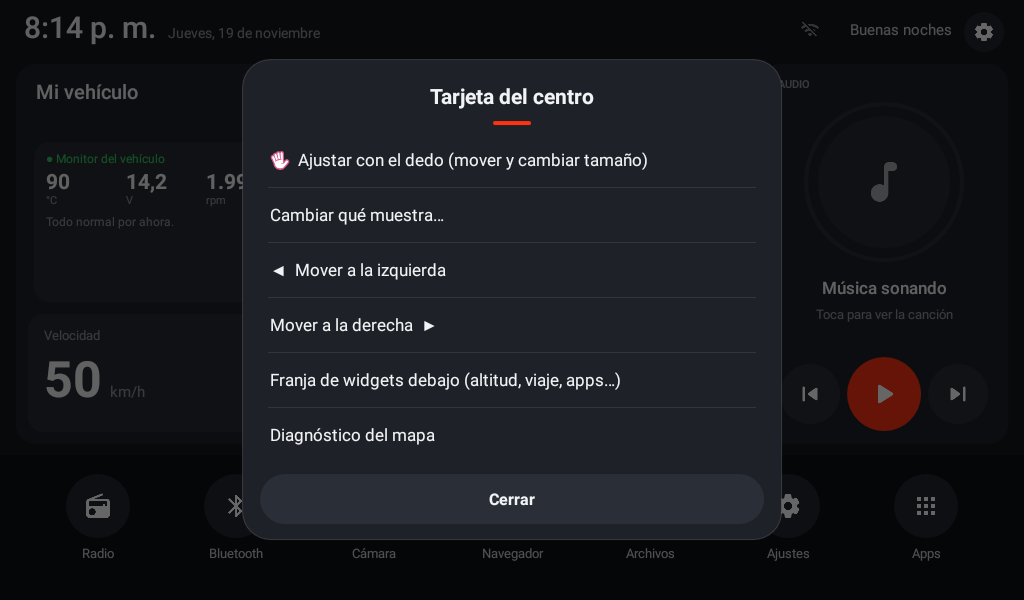 8:14 p. m.
Jueves, 19 de noviembre
Buenas noches
Mi vehículo
AUDIO
Tarjeta del centro
Monitor del vehículo
90
14,2
1.99
°C
V
rpm
Todo normal por ahora.
Ajustar con el dedo (mover y cambiar tamaño)
Cambiar qué muestra…
◄ Mover a la izquierda
Mover a la derecha ►
Franja de widgets debajo (altitud, viaje, apps…)
Diagnóstico del mapa
Cerrar
Velocidad
50 km/h
Música sonando
Toca para ver la canción
Radio
Bluetooth
Cámara
Navegador
Archivos
Ajustes
Apps